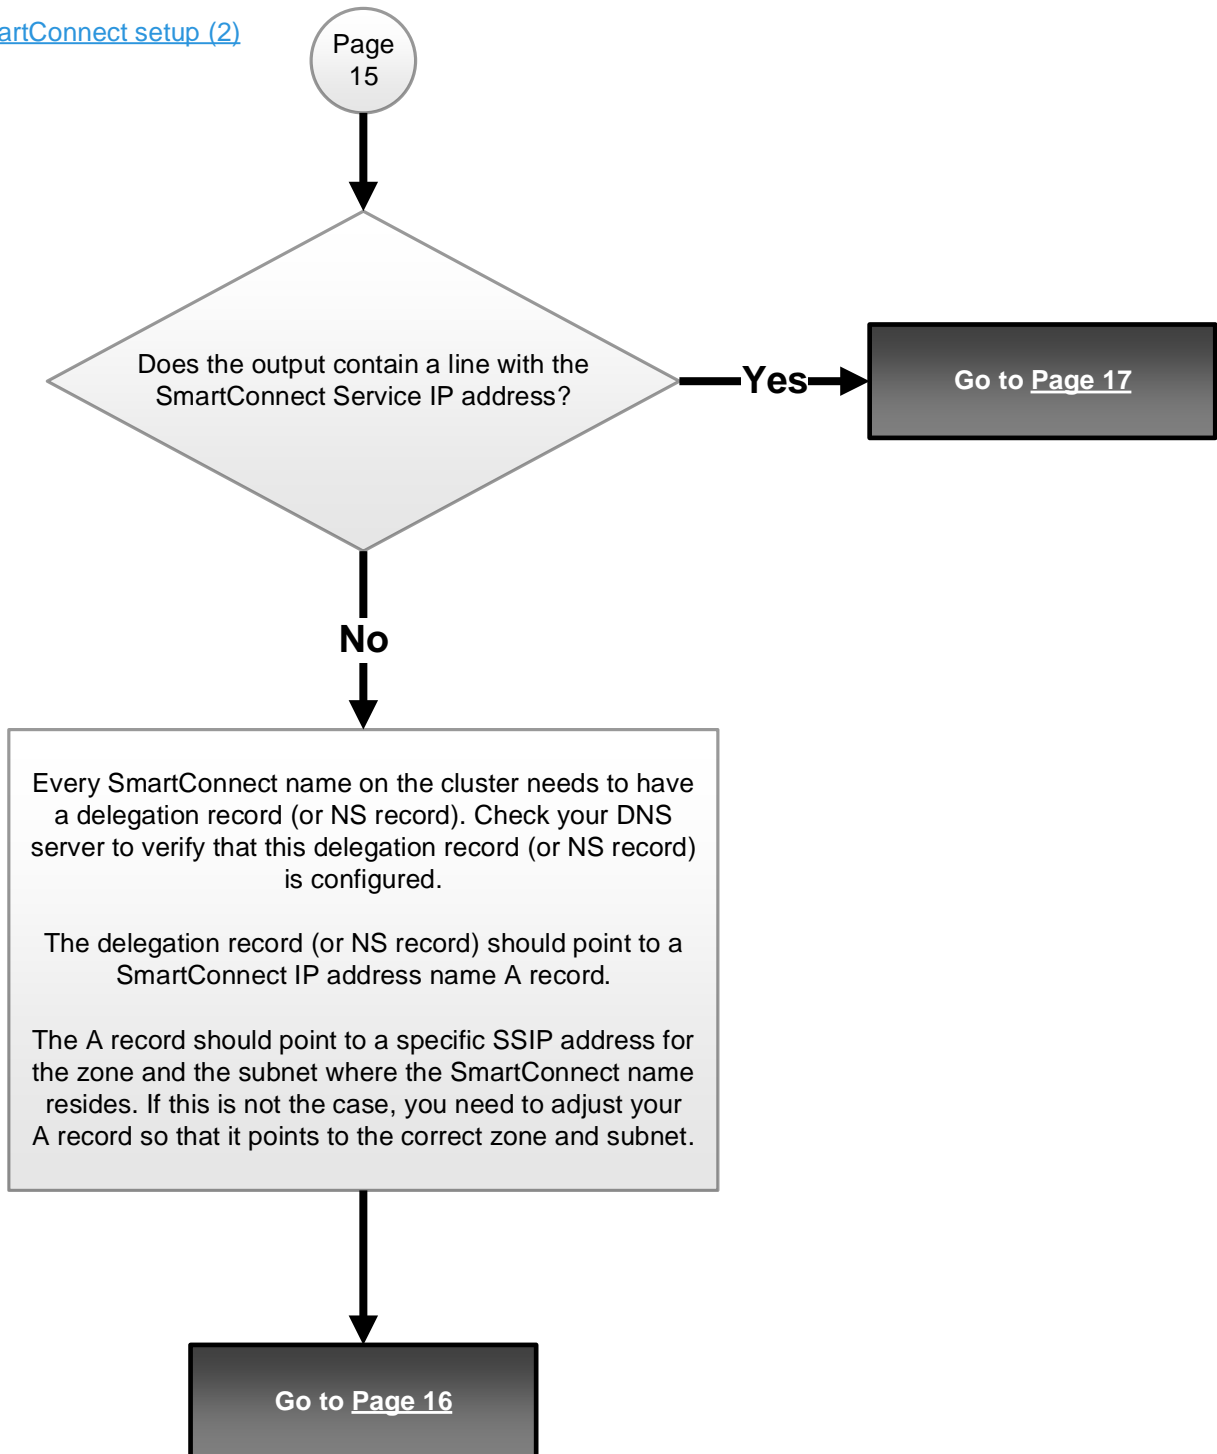 artConnect setup (2)
Page
15
Does the output contain a line with the
SmartConnect Service IP address?
Yes
Go to Page 17
No
Every SmartConnect name on the cluster needs to have
a delegation record (or NS record). Check your DNS
server to verify that this delegation record (or NS record)
is configured.
The delegation record (or NS record) should point to a
SmartConnect IP address name A record.
The A record should point to a specific SSIP address for
the zone and the subnet where the SmartConnect name
resides. If this is not the case, you need to adjust your
A record so that it points to the correct zone and subnet.
Go to Page 16